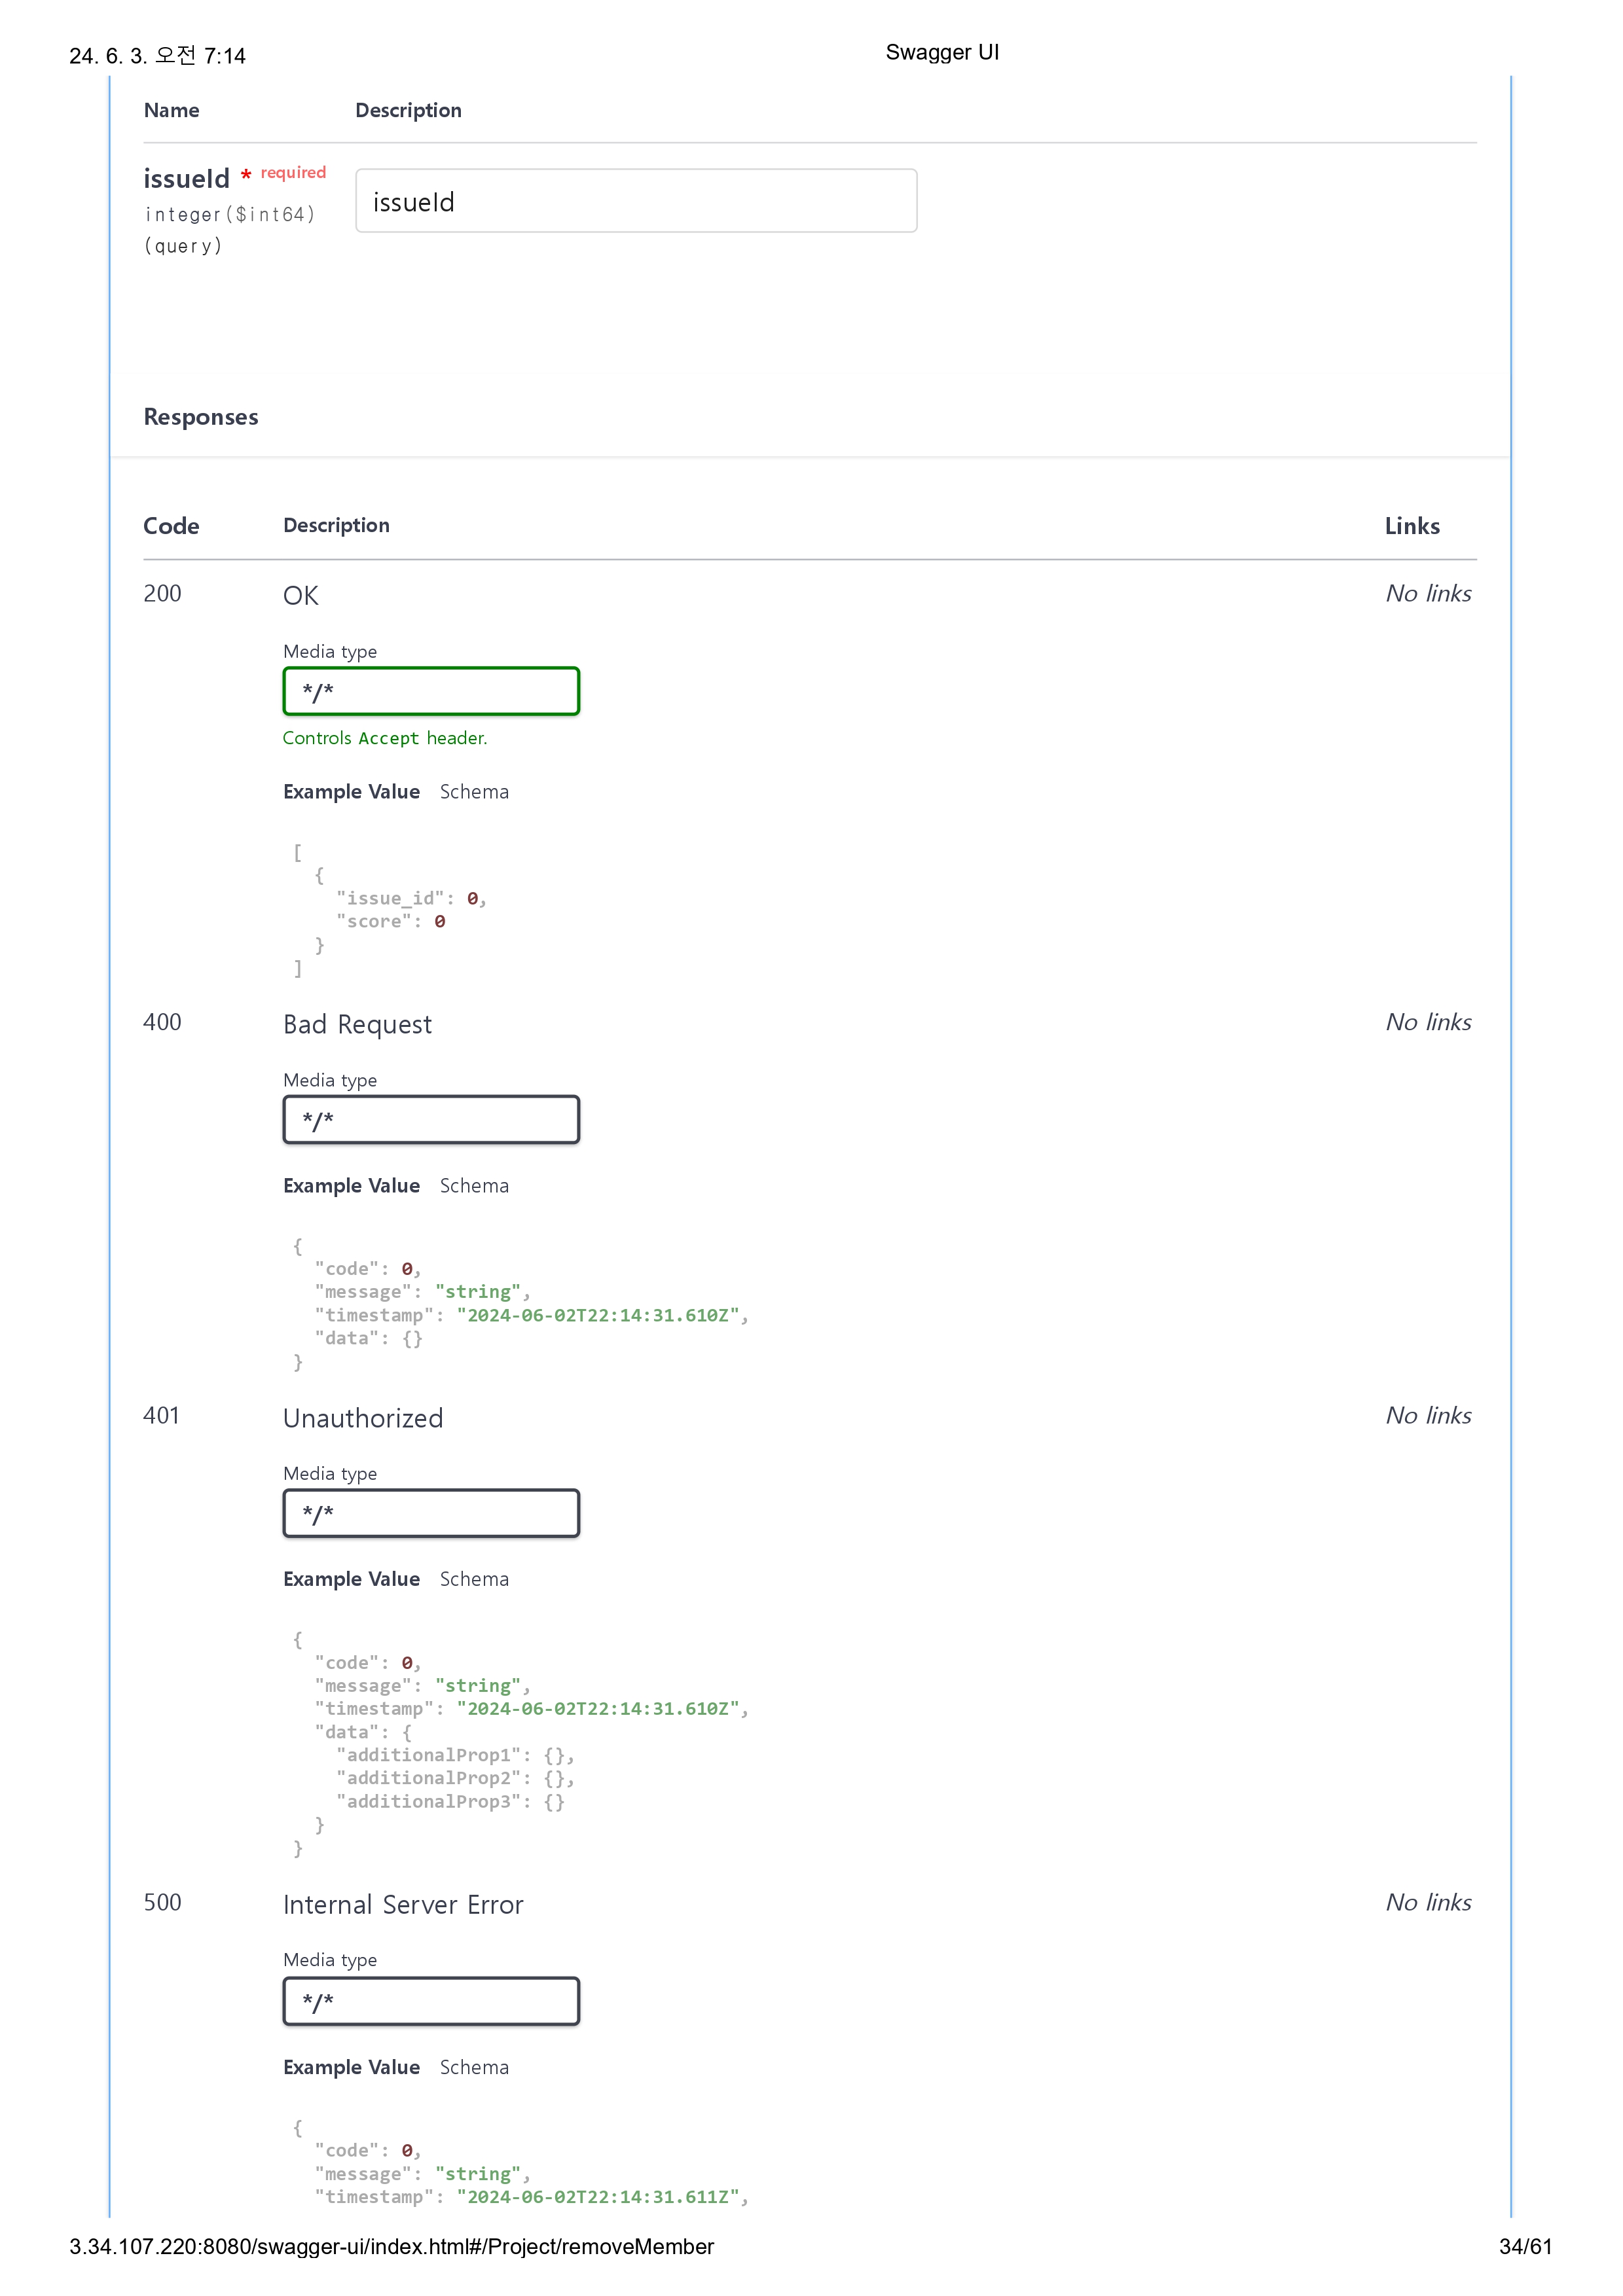 24. 6. 3. 오전 7:14 Swagger UI
Name Description
issueId * required
issueId
integer($int64)
(query)
Responses
Code Description Links
200 OK No links
Media type
*/*
Controls Accept header.
Example Value Schema
[
{
"issue_id": 0,
"score": 0
}
]
400 Bad Request No links
Media type
*/*
Example Value Schema
{
"code": 0,
"message": "string",
"timestamp": "2024-06-02T22:14:31.610Z",
"data": {}
}
401 Unauthorized No links
Media type
*/*
Example Value Schema
{
"code": 0,
"message": "string",
"timestamp": "2024-06-02T22:14:31.610Z",
"data": {
"additionalProp1": {},
"additionalProp2": {},
"additionalProp3": {}
}
}
500 Internal Server Error No links
Media type
*/*
Example Value Schema
{
"code": 0,
"message": "string",
"timestamp": "2024-06-02T22:14:31.611Z",
3.34.107.220:8080/swagger-ui/index.html#/Project/removeMember 34/61